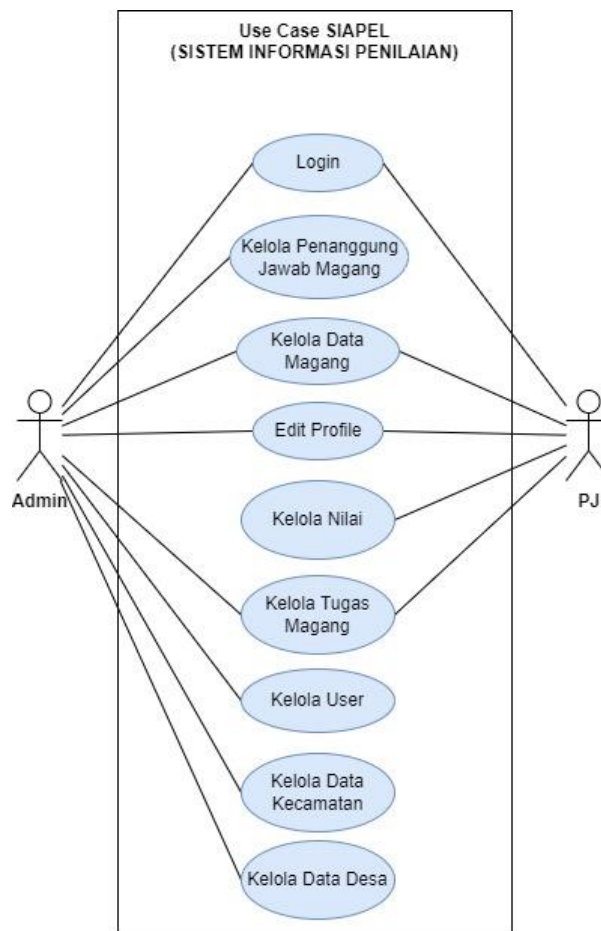 Use Case SIAPEL
(SISTEM INFORMASI PENILAIAN)
Login
Kelola Penanggung
Jawab Magang
Kelola Data
Magang
Edit Profile
Admin
PJ
Kelola Nilai
Kelola Tugas
Magang
Kelola User
Kelola Data
Kecamatan
Kelola Data Desa